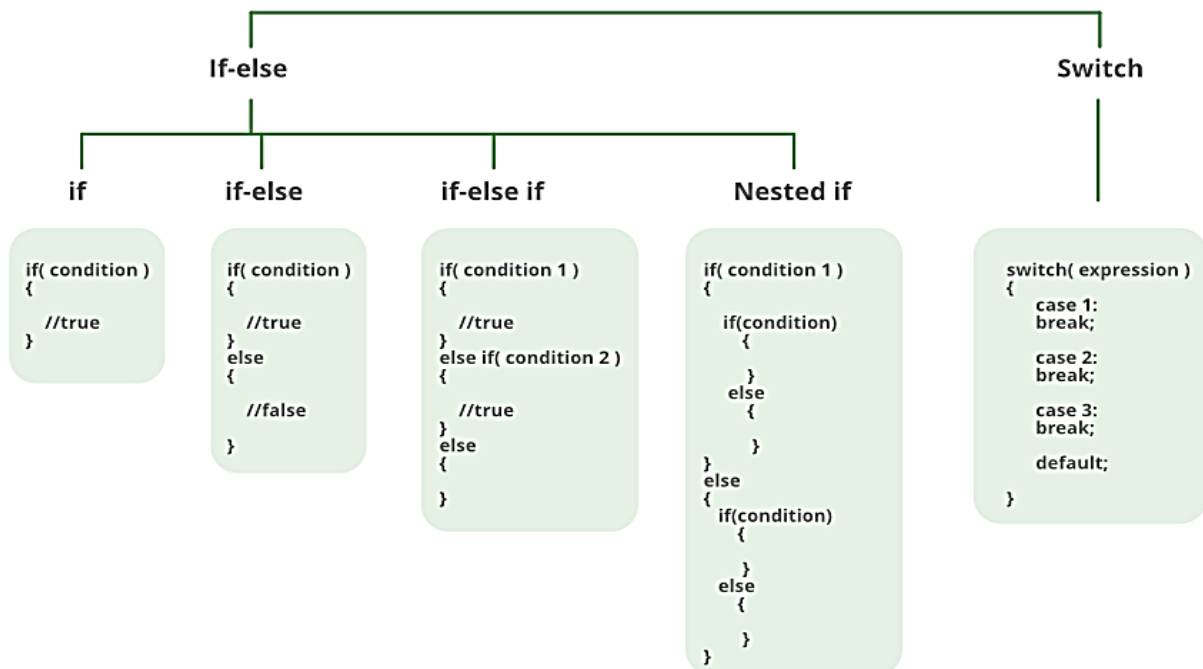 If-else
Switch
if
if-else
if-else if
Nested if
if( condition )
{
//true
}
if( condition )
{
//true
}
else
{
//false
}
if( condition 1 )
{
//true
}
else if( condition 2 )
{
//true
}
else
{
}
if( condition 1 )
{
if(condition)
{
}
else
{
}
}
else
{
if(condition)
{
}
else
{
}
}
switch( expression )
{
case 1:
break;
case 2:
break;
case 3:
break;
default;
}